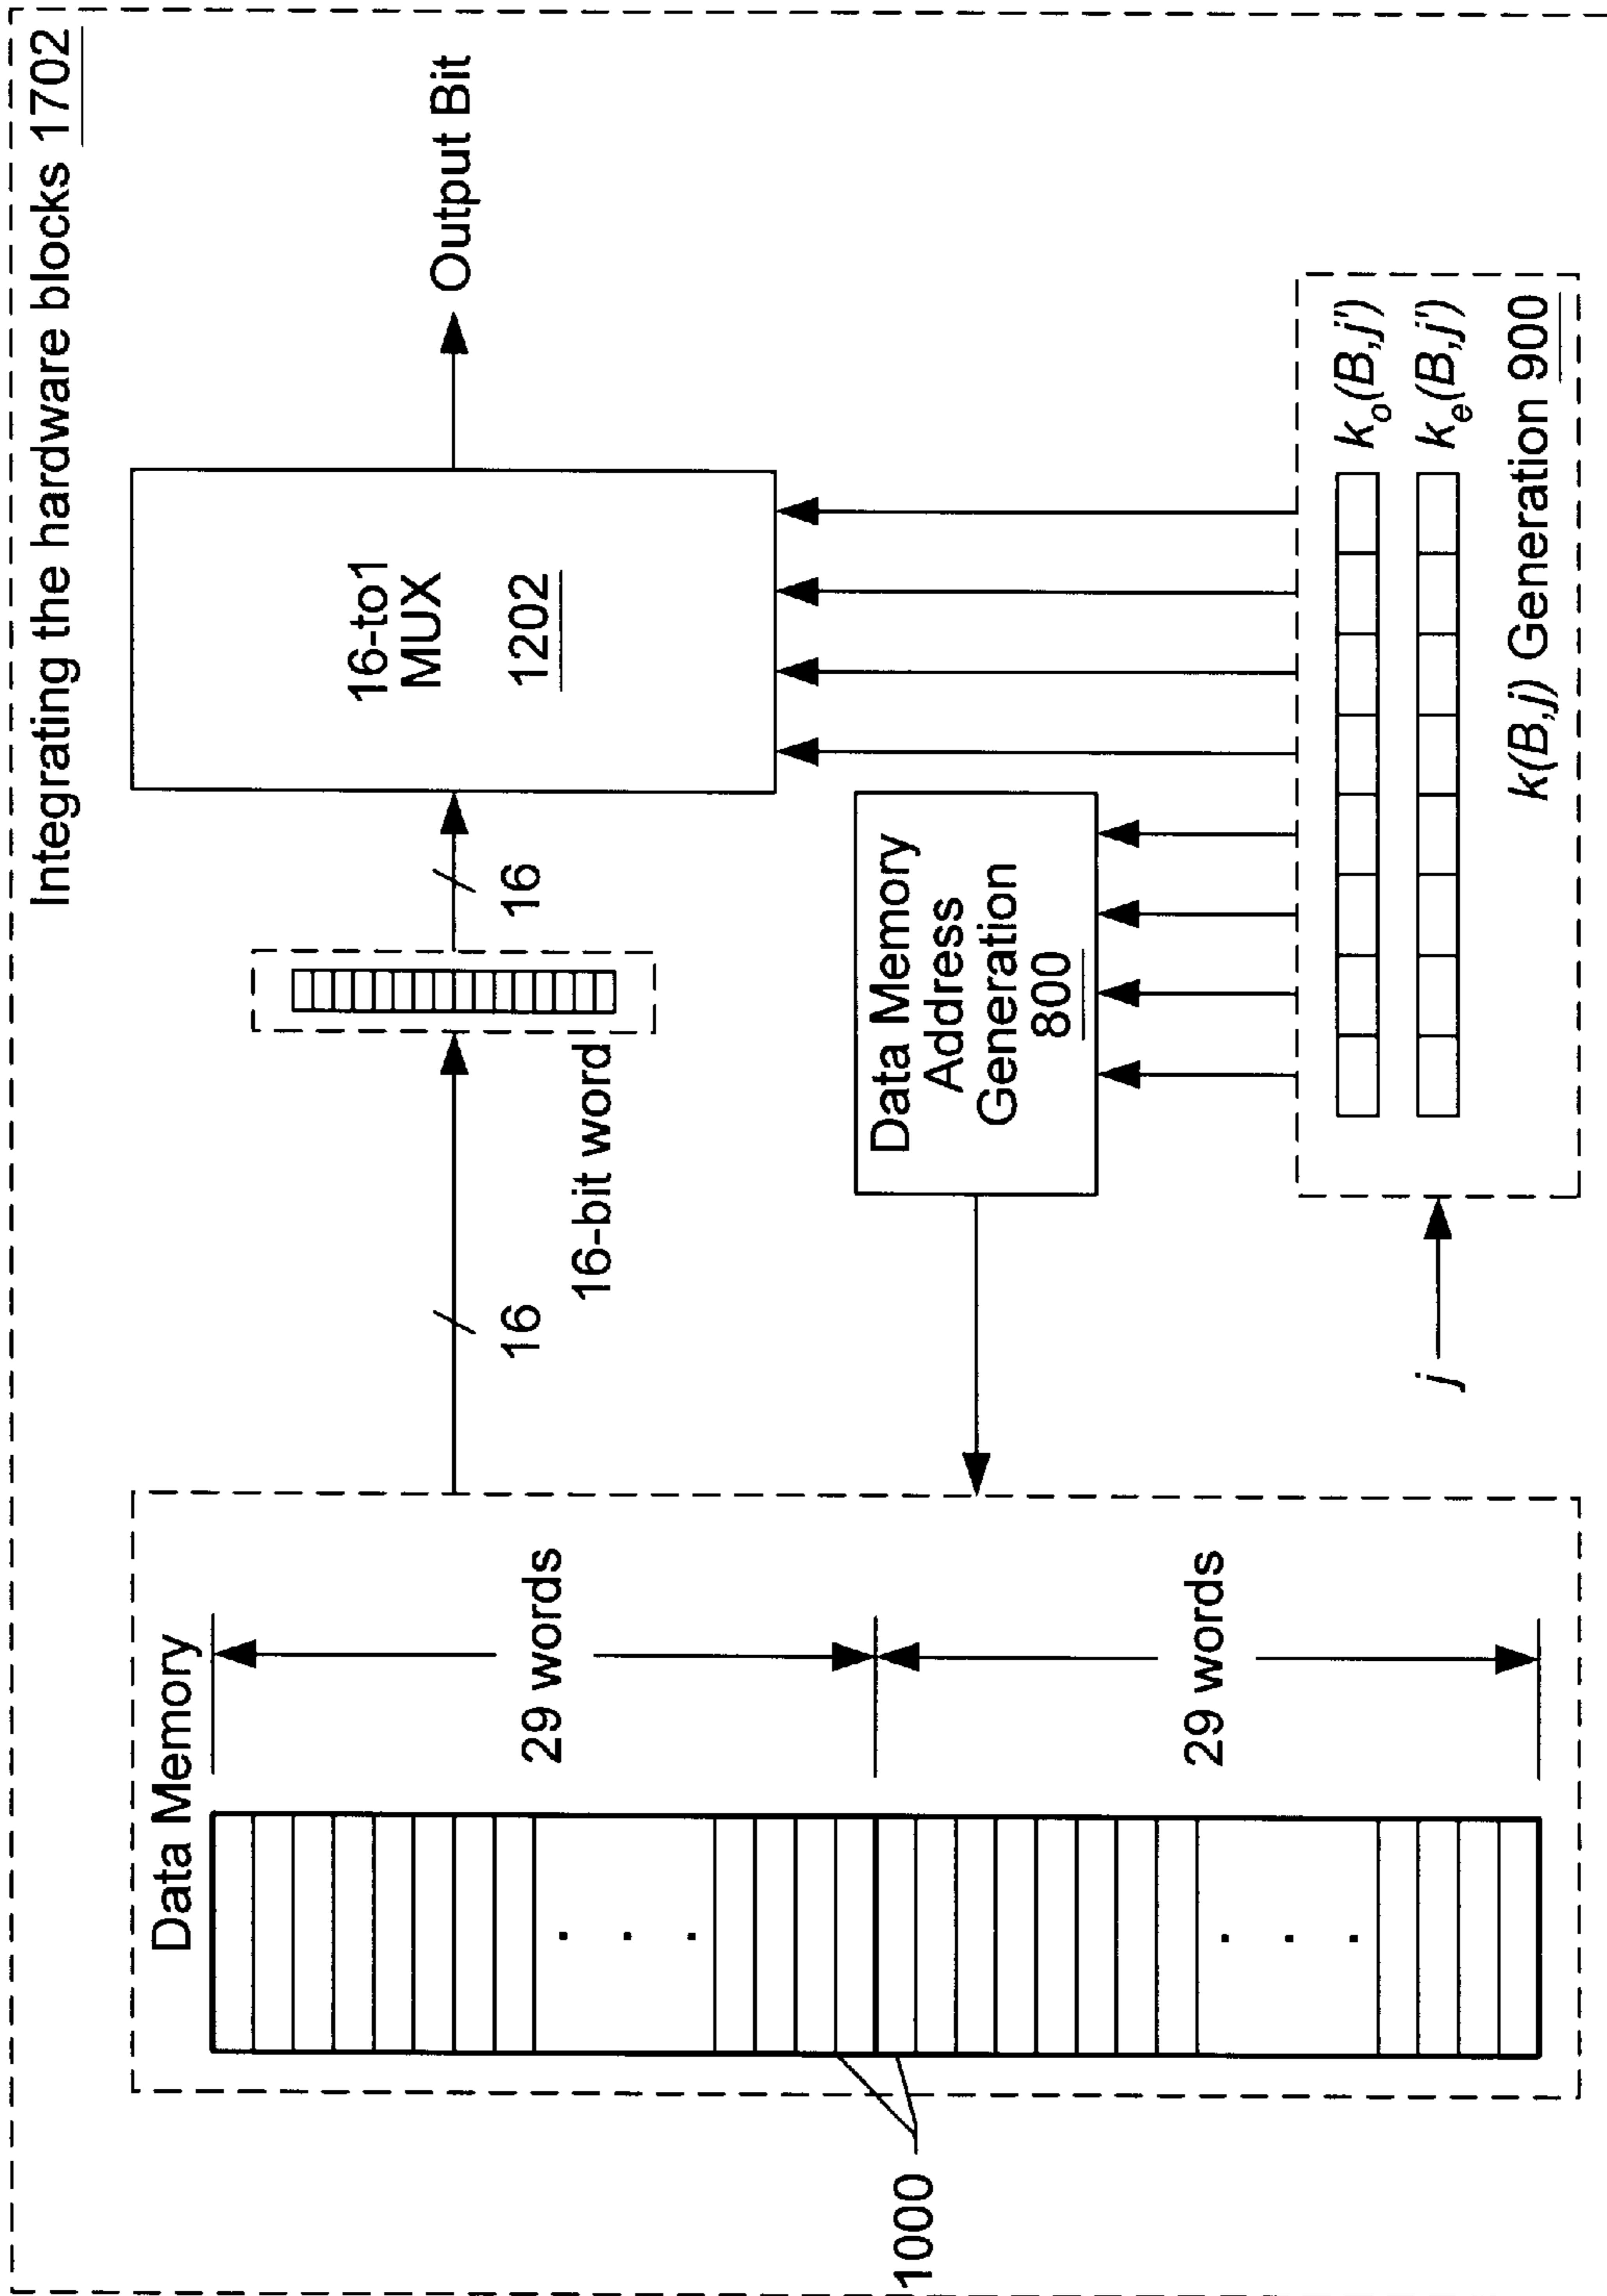 Integrating the hardware blocks 1702
Data Memory
29 words
29 words
1000
16
16-bit word
16
16-to1
MUX
1202
Output Bit
Data Memory
Address
Generation
800
j
k_o(B,j')
k_e(B,j')
k(B,j) Generation 900